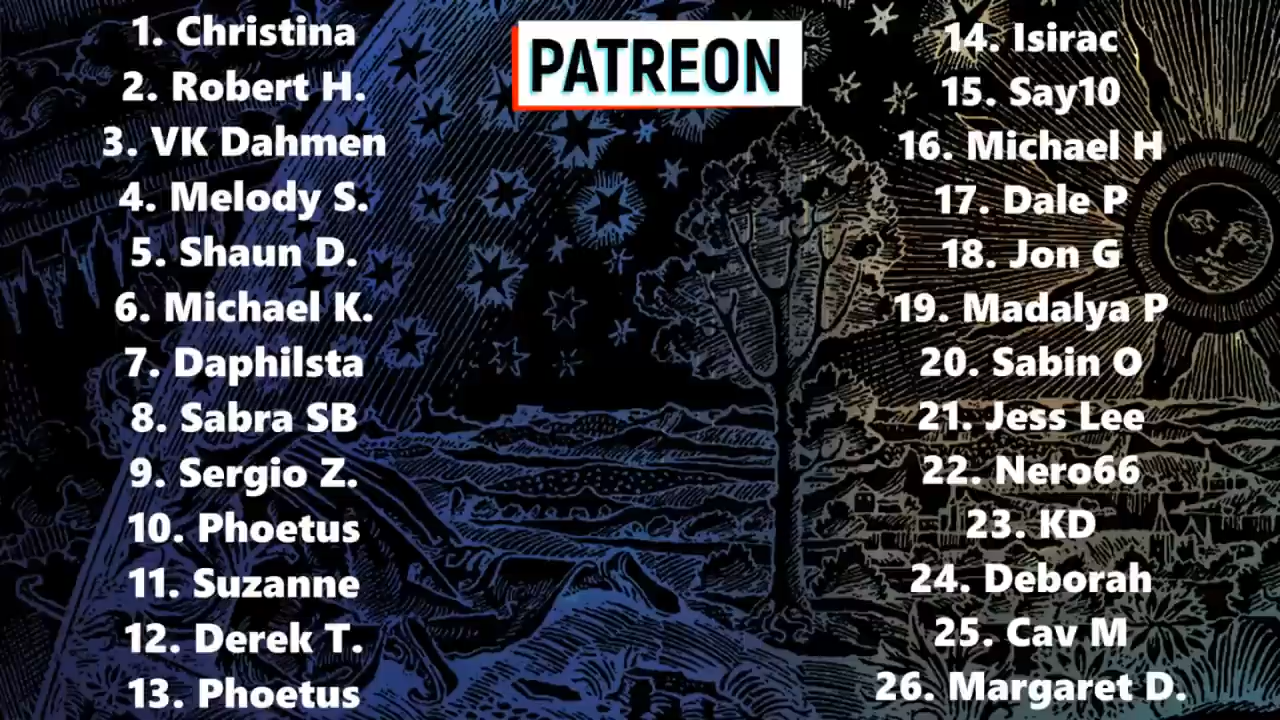 PATREON
1. Christina
2. Robert H.
3. VK Dahmen
4. Melody S.
5. Shaun D.
6. Michael K.
7. Daphilsta
8. Sabra SB
9. Sergio Z.
10. Phoetus
11. Suzanne
12. Derek T.
13. Phoetus
14. Isirac
15. Say10
16. Michael H
17. Dale P
18. Jon G
19. Madalya P
20. Sabin O
21. Jess Lee
22. Nero66
23. KD
24. Deborah
25. Cav M
26. Margaret D.